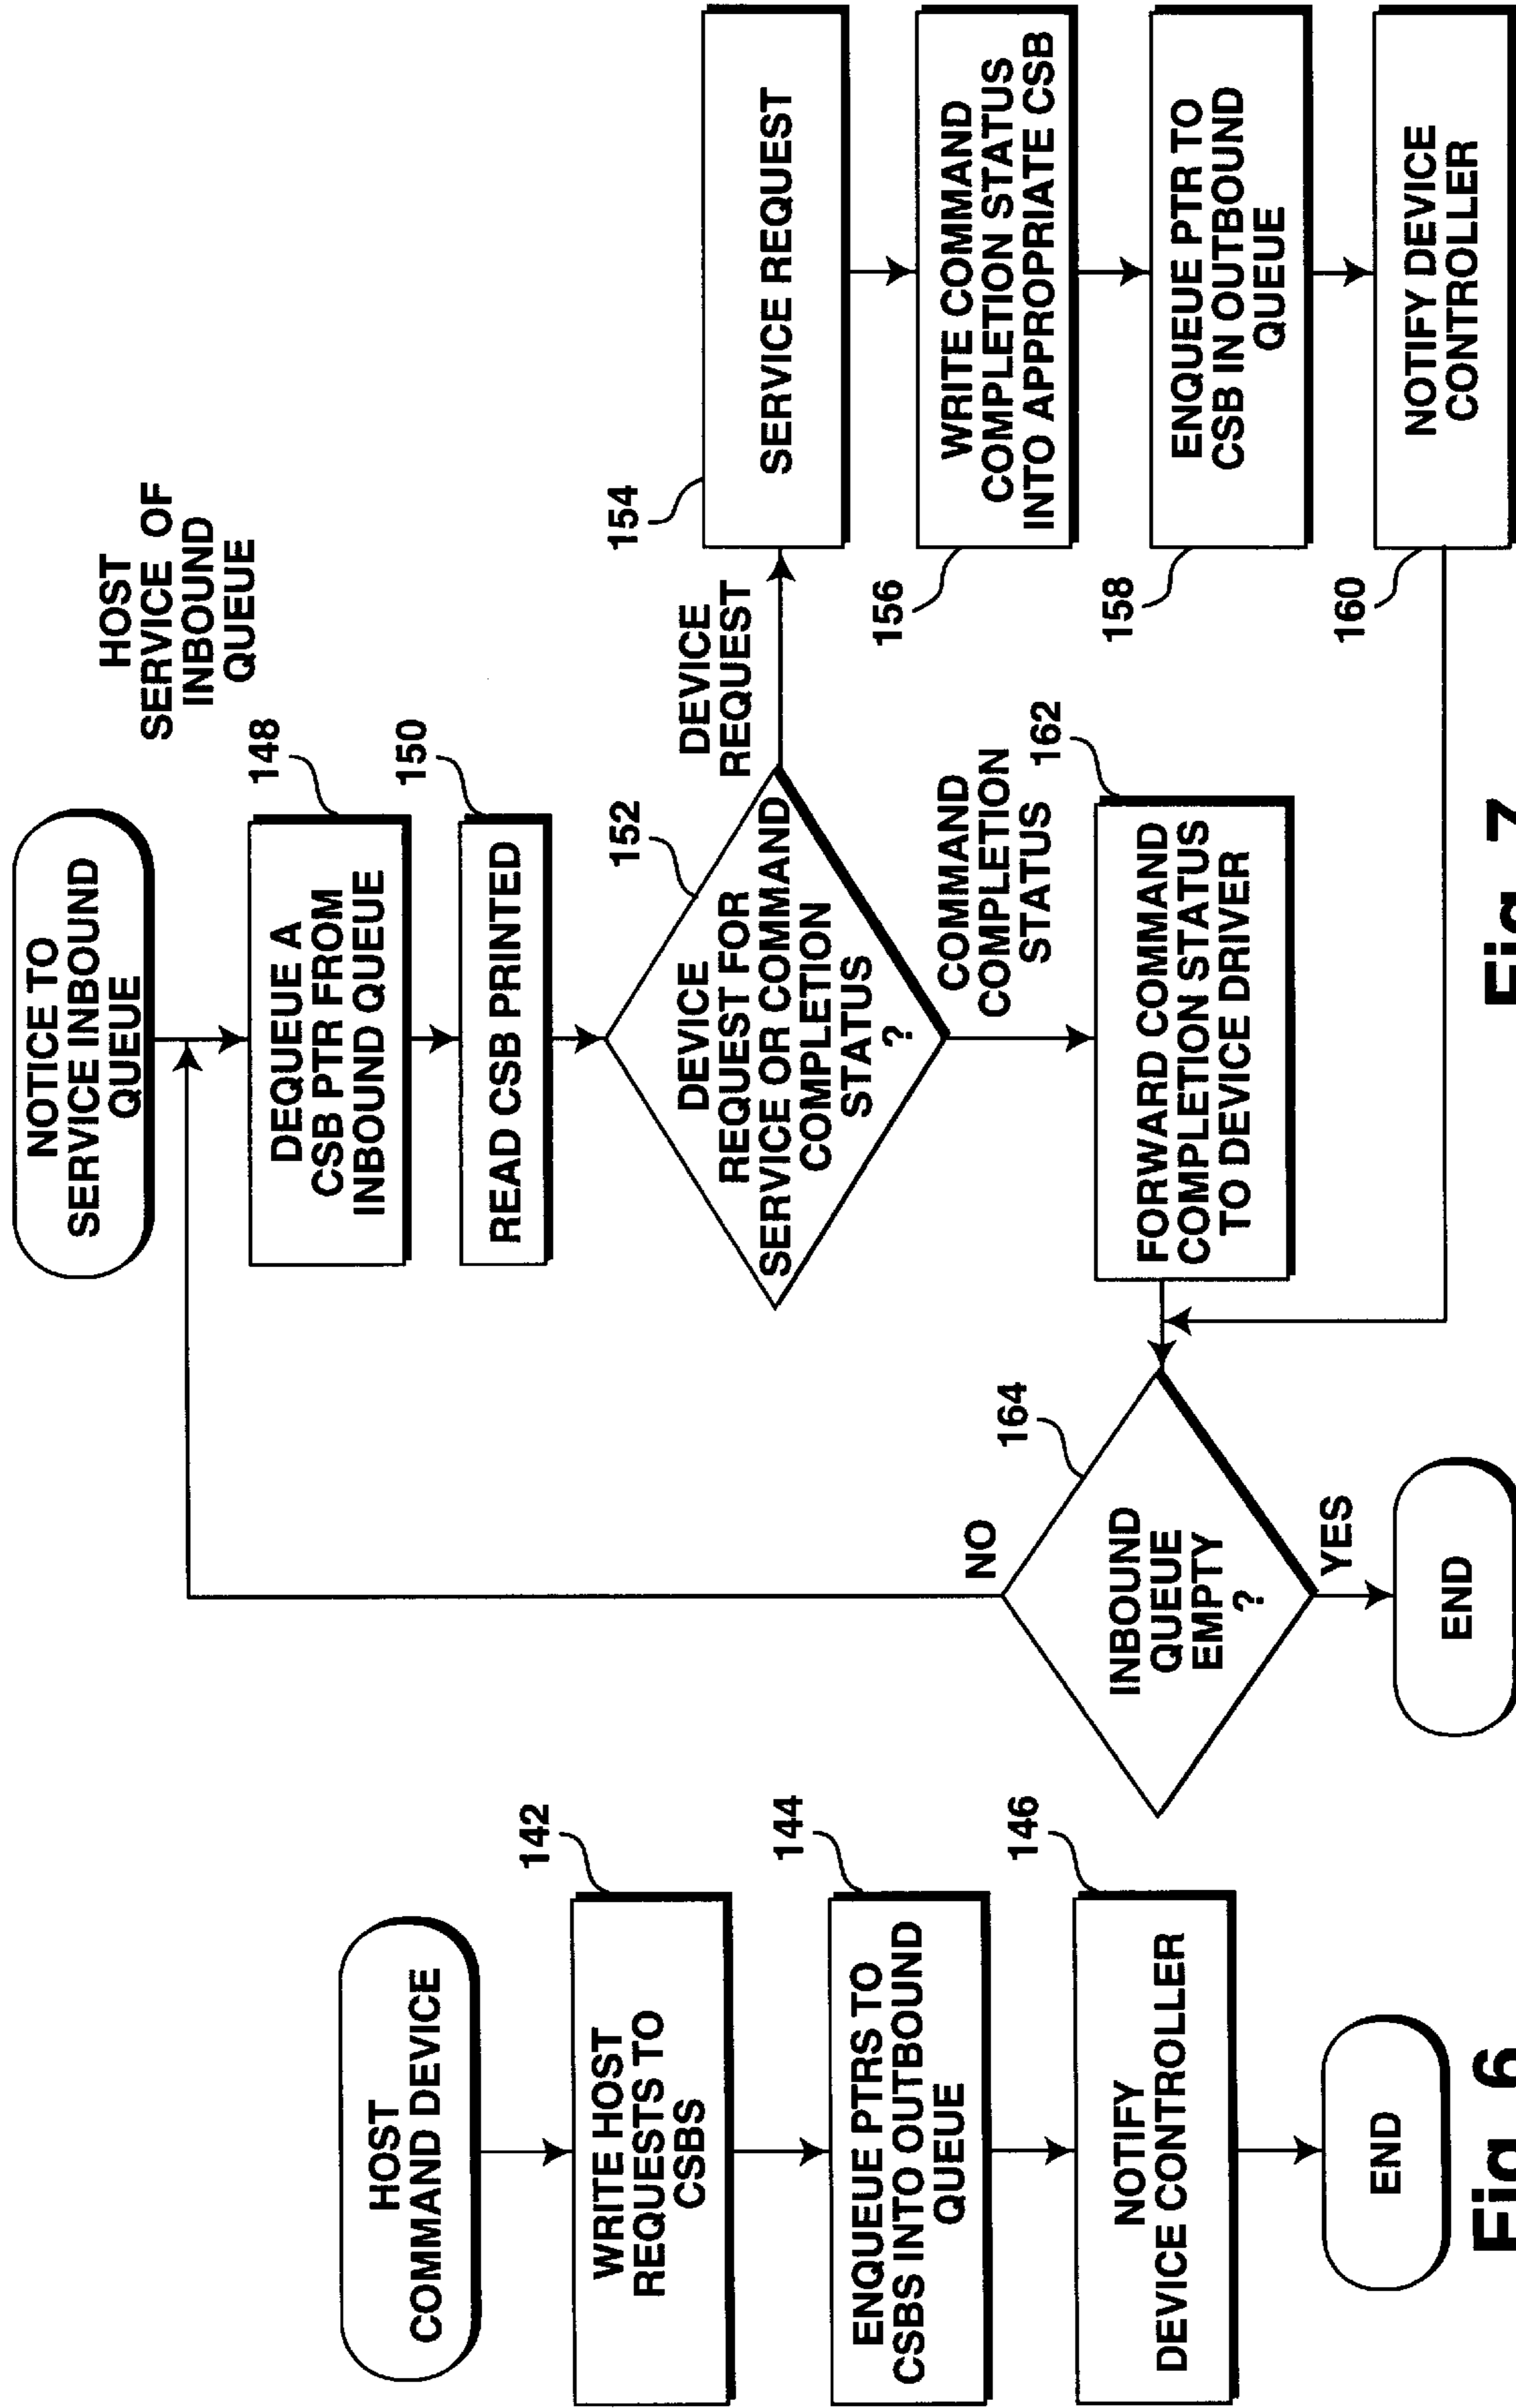 HOST
COMMAND DEVICE
142
WRITE HOST
REQUESTS TO
CSBS
144
ENQUEUE PTRS TO
CSBS INTO OUTBOUND
QUEUE
146
NOTIFY
DEVICE CONTROLLER
END
Fig. 6
HOST
SERVICE OF
INBOUND
QUEUE
NOTICE TO
SERVICE INBOUND
QUEUE
148
DEQUEUE A
CSB PTR FROM
INBOUND QUEUE
150
READ CSB PRINTED
152
DEVICE
REQUEST FOR
SERVICE OR COMMAND
COMPLETION
STATUS
?
DEVICE
REQUEST
154
SERVICE REQUEST
156
WRITE COMMAND
COMPLETION STATUS
INTO APPROPRIATE CSB
158
ENQUEUE PTR TO
CSB IN OUTBOUND
QUEUE
160
NOTIFY DEVICE
CONTROLLER
COMMAND
COMPLETION
STATUS
162
FORWARD COMMAND
COMPLETION STATUS
TO DEVICE DRIVER
164
INBOUND
QUEUE
EMPTY
?
NO
YES
END
Fig. 7